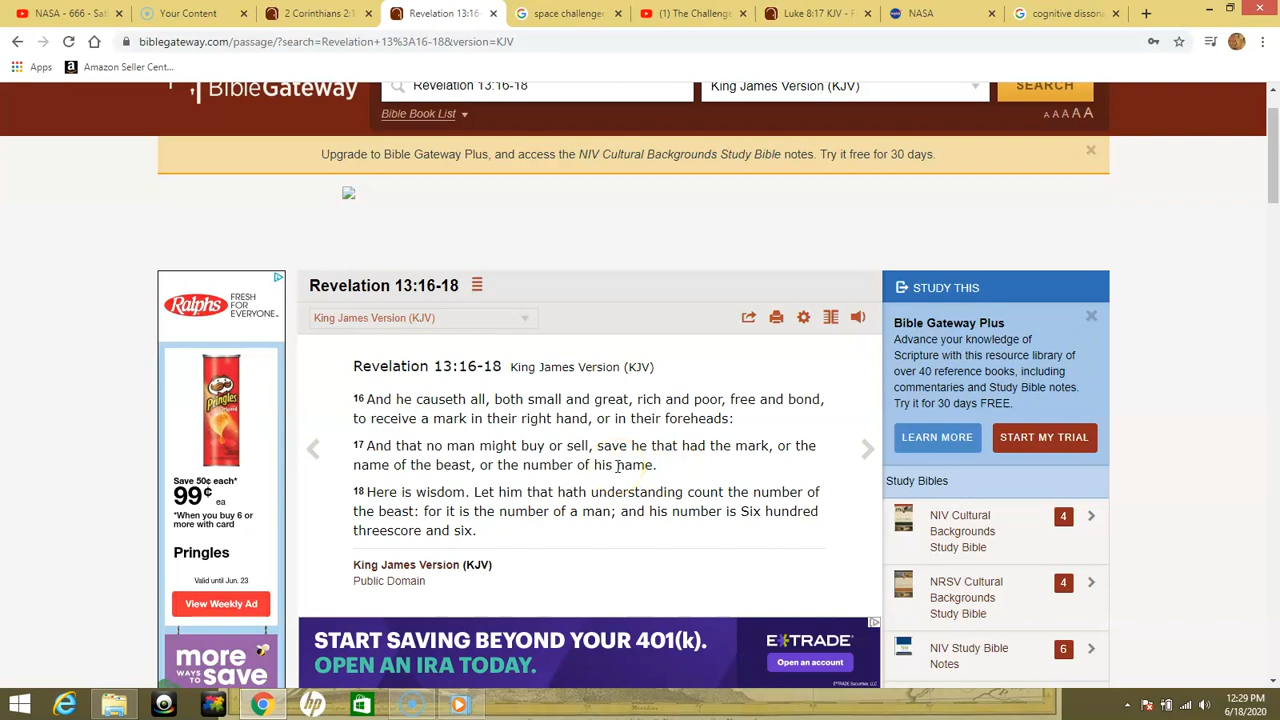 NASA - 666 - Sat
Your Content
2 Corinthians 2:1
Revelation 13:16-
space challenge
(1) The Challeng
Luke 8:17 KJV - F
NASA
cognitive disson
biblegateway.com/passage/?search=Revelation+13%3A16-18&version=KJV
Apps
Amazon Seller Cent...
BibleGateway
Revelation 13:16-18
King James Version (KJV)
SEARCH
Bible Book List
A A A A A
Upgrade to Bible Gateway Plus, and access the NIV Cultural Backgrounds Study Bible notes. Try it free for 30 days.
Ralphs
FRESH
FOR
EVERYONE.
Save 50¢ each*
99¢ ea
*When you buy 6
or more with card
Pringles
Valid until Jun. 23
View Weekly Ad
more
ways to
save
Revelation 13:16-18
King James Version (KJV)
Revelation 13:16-18 King James Version (KJV)
16 And he causeth all, both small and great, rich and poor, free and bond,
to receive a mark in their right hand, or in their foreheads:
17 And that no man might buy or sell, save he that had the mark, or the
name of the beast, or the number of his name.
18 Here is wisdom. Let him that hath understanding count the number of
the beast: for it is the number of a man; and his number is Six hundred
threescore and six.
King James Version (KJV)
Public Domain
START SAVING BEYOND YOUR 401(k).
OPEN AN IRA TODAY.
E*TRADE
Open an account
STUDY THIS
Bible Gateway Plus
Advance your knowledge of
Scripture with this resource library of
over 40 reference books, including
commentaries and Study Bible notes.
Try it for 30 days FREE.
LEARN MORE
START MY TRIAL
Study Bibles
NIV Cultural
Backgrounds
Study Bible
4
NRSV Cultural
Backgrounds
Study Bible
4
NIV Study Bible
Notes
6
12:29 PM
6/18/2020